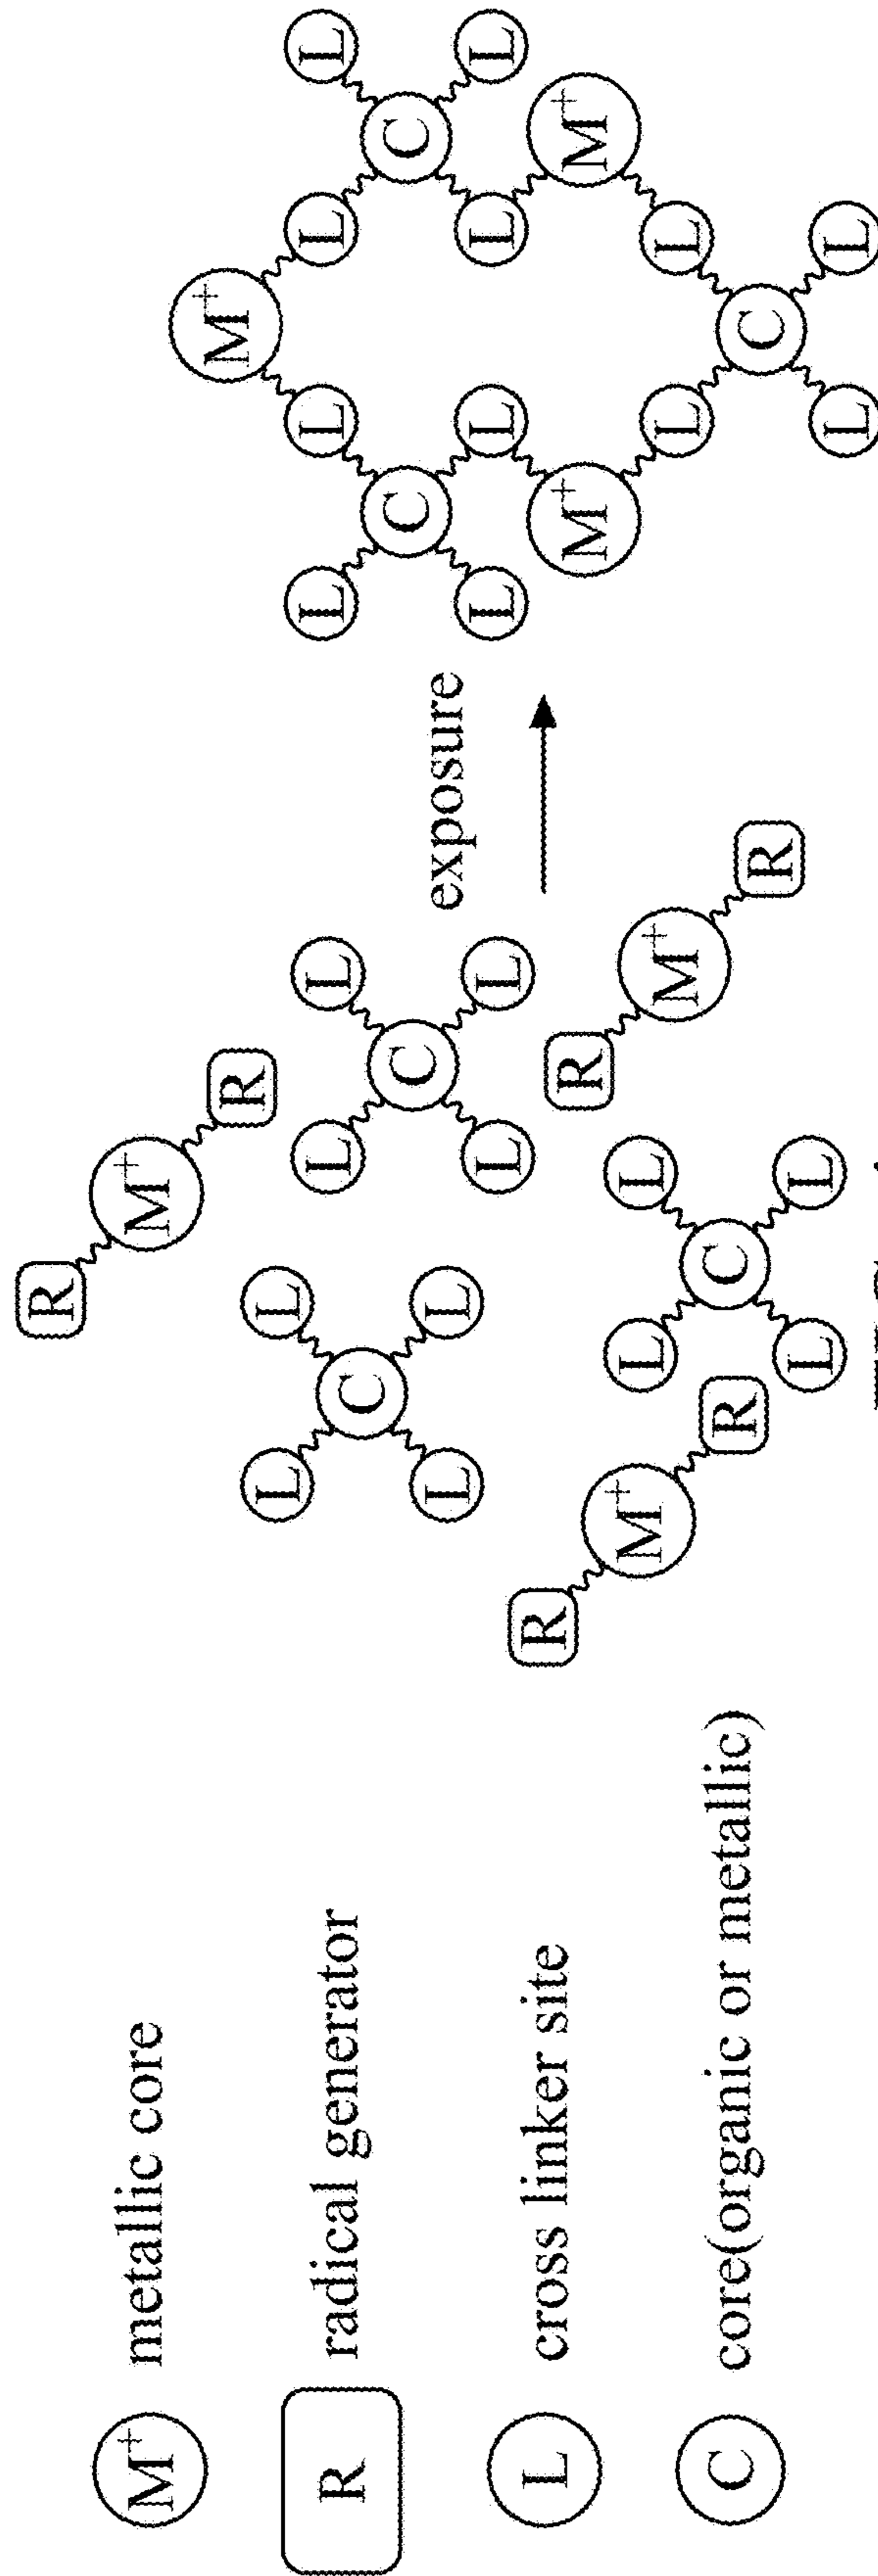 M+ metallic core
R radical generator
L cross linker site
C core(organic or metallic)
R
M+
R
L L L L
C C
L L L L
R R
M+ L L M+
R C R
L L
exposure
M+
L L L L
C C
L L L L
M+ M+
L L
C
L L